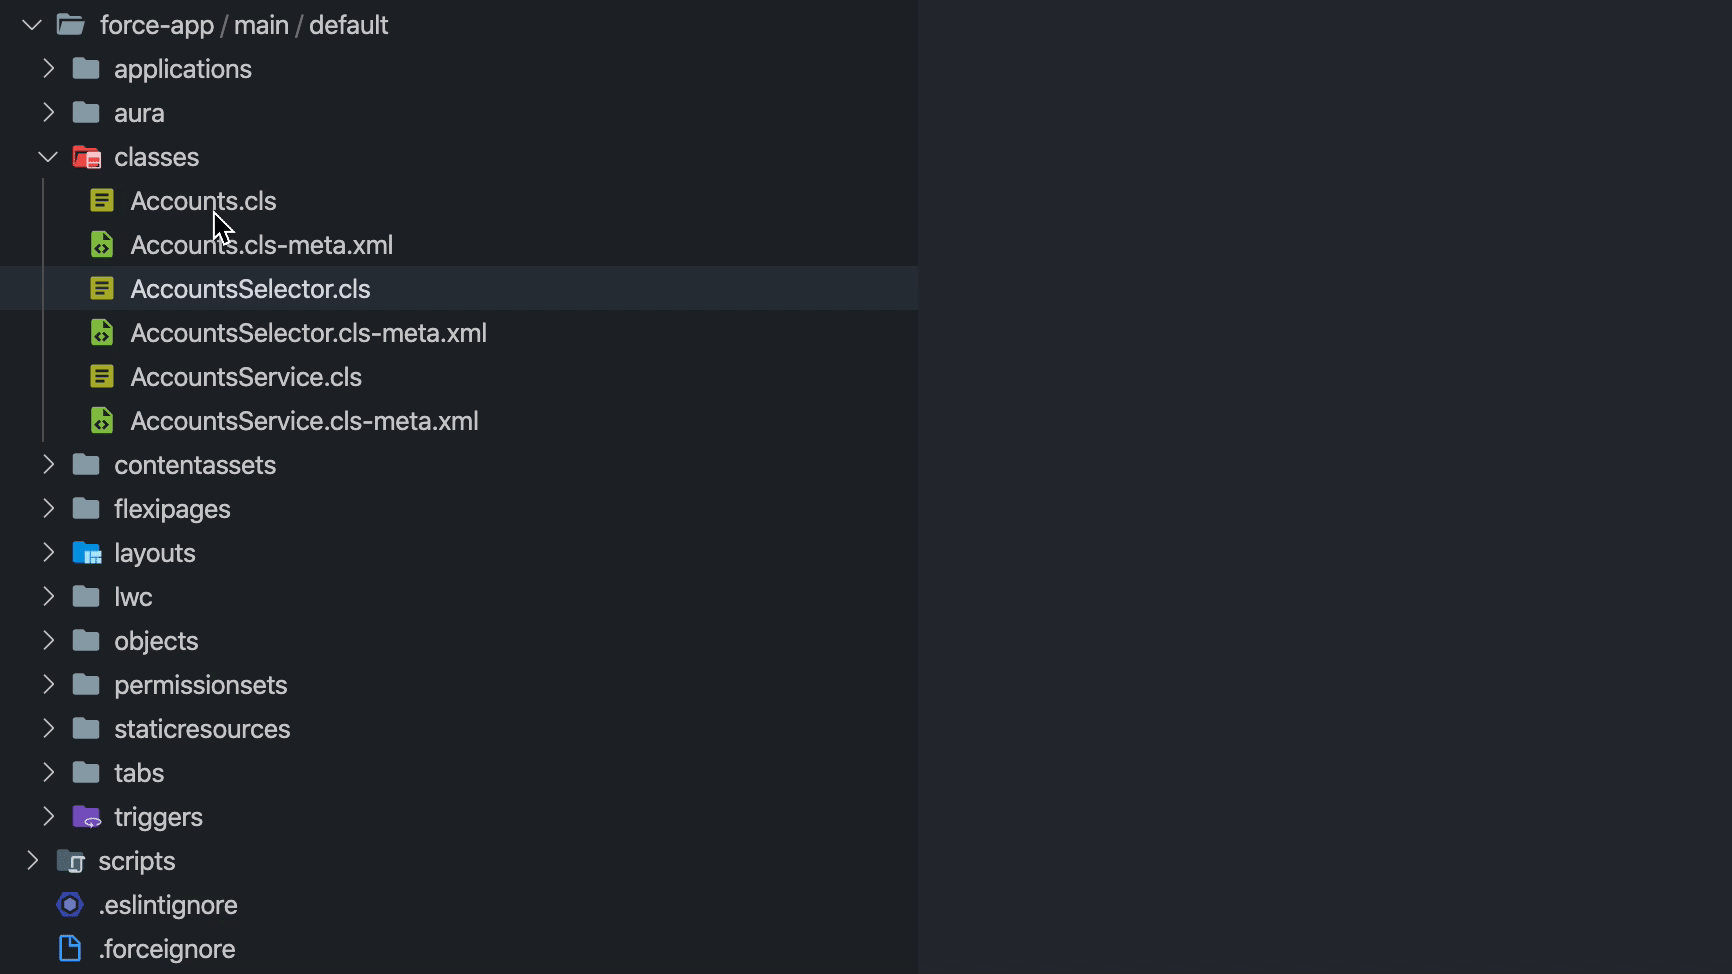 force-app / main / default
applications
aura
classes
Accounts.cls
Accounts.cls-meta.xml
AccountsSelector.cls
AccountsSelector.cls-meta.xml
AccountsService.cls
AccountsService.cls-meta.xml
contentassets
flexipages
layouts
lwc
objects
permissionsets
staticresources
tabs
triggers
scripts
.eslintignore
.forceignore